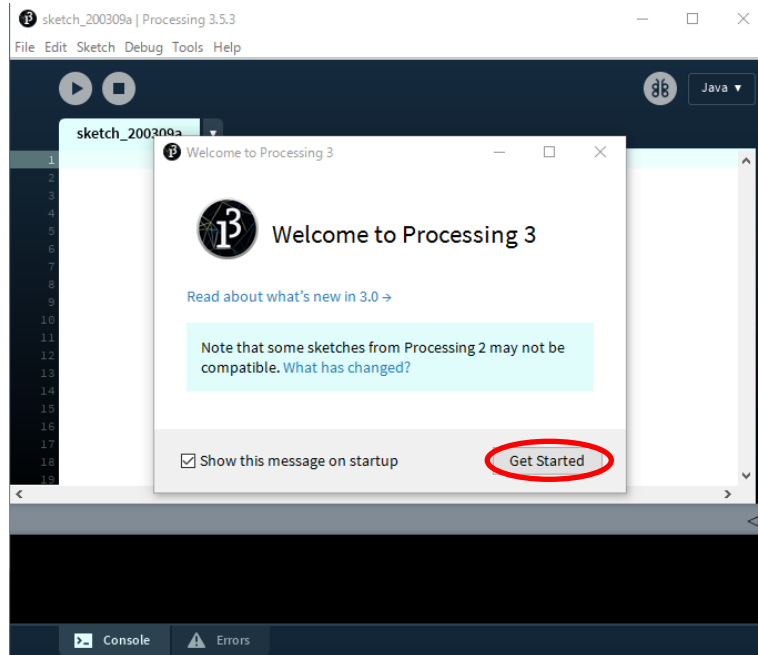 sketch_200309a | Processing 3.5.3
File Edit Sketch Debug Tools Help
Java ▼
sketch_200309a
Welcome to Processing 3
1
2
3
4
5
6
7
8
9
10
11
12
13
14
15
16
17
18
19
Welcome to Processing 3
Read about what's new in 3.0 →
Note that some sketches from Processing 2 may not be
compatible. What has changed?
Show this message on startup
Get Started
Console
Errors